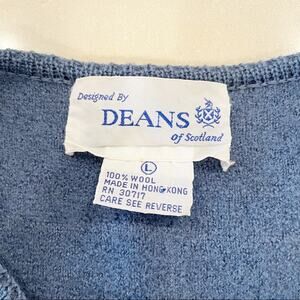 Designed By
DEANS
of Scotland
L
100% WOOL
MADE IN HONG KONG
RN 30717
CARE SEE REVERSE